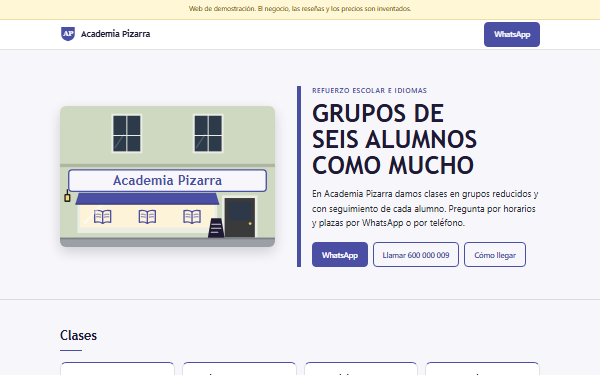 Web de demostración. El negocio, las reseñas y los precios son inventados.
AP Academia Pizarra
WhatsApp
Academia Pizarra
REFUERZO ESCOLAR E IDIOMAS
GRUPOS DE
SEIS ALUMNOS
COMO MUCHO
En Academia Pizarra damos clases en grupos reducidos y
con seguimiento de cada alumno. Pregunta por horarios
y plazas por WhatsApp o por teléfono.
WhatsApp
Llamar 600 000 009
Cómo llegar
Clases